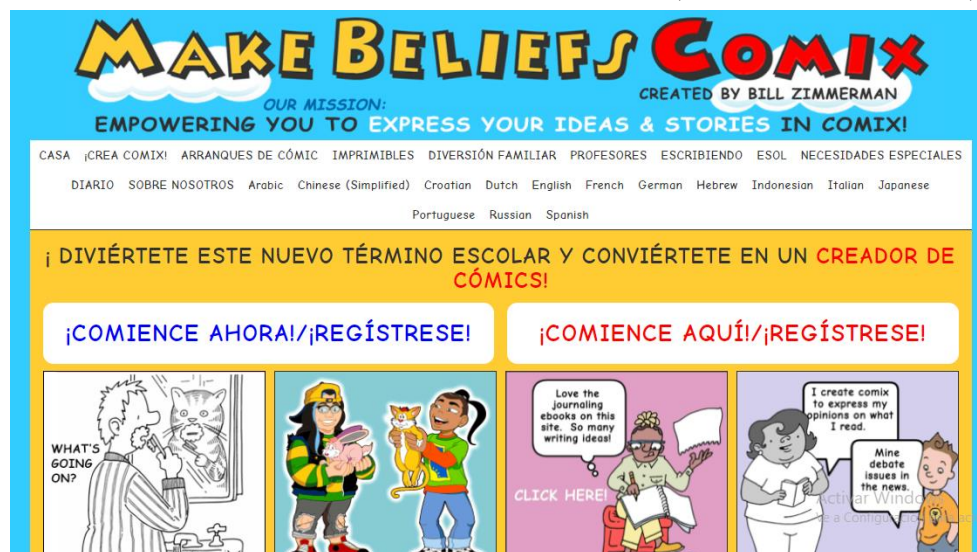 MAKE BELIEFS COMIX
CREATED BY BILL ZIMMERMAN
OUR MISSION:
EMPOWERING YOU TO EXPRESS YOUR IDEAS & STORIES IN COMIX!
CASA ¡CREA COMIX! ARRANQUES DE CÓMIC IMPRIMIBLES DIVERSIÓN FAMILIAR PROFESORES ESCRIBIENDO ESOL NECESIDADES ESPECIALES
DIARIO SOBRE NOSOTROS Arabic Chinese (Simplified) Croatian Dutch English French German Hebrew Indonesian Italian Japanese
Portuguese Russian Spanish
¡ DIVIÉRTETE ESTE NUEVO TÉRMINO ESCOLAR Y CONVIÉRTETE EN UN CREADOR DE
CÓMICS!
¡COMIENCE AHORA!/¡REGÍSTRESE!
¡COMIENCE AQUÍ!/¡REGÍSTRESE!
WHAT'S
GOING
ON?
Love the
journaling
ebooks on this
site. So many
writing ideas!
CLICK HERE!
I create comix
to express my
opinions on what
I read.
Mine
debate
issues in
the news.
Activar Windo